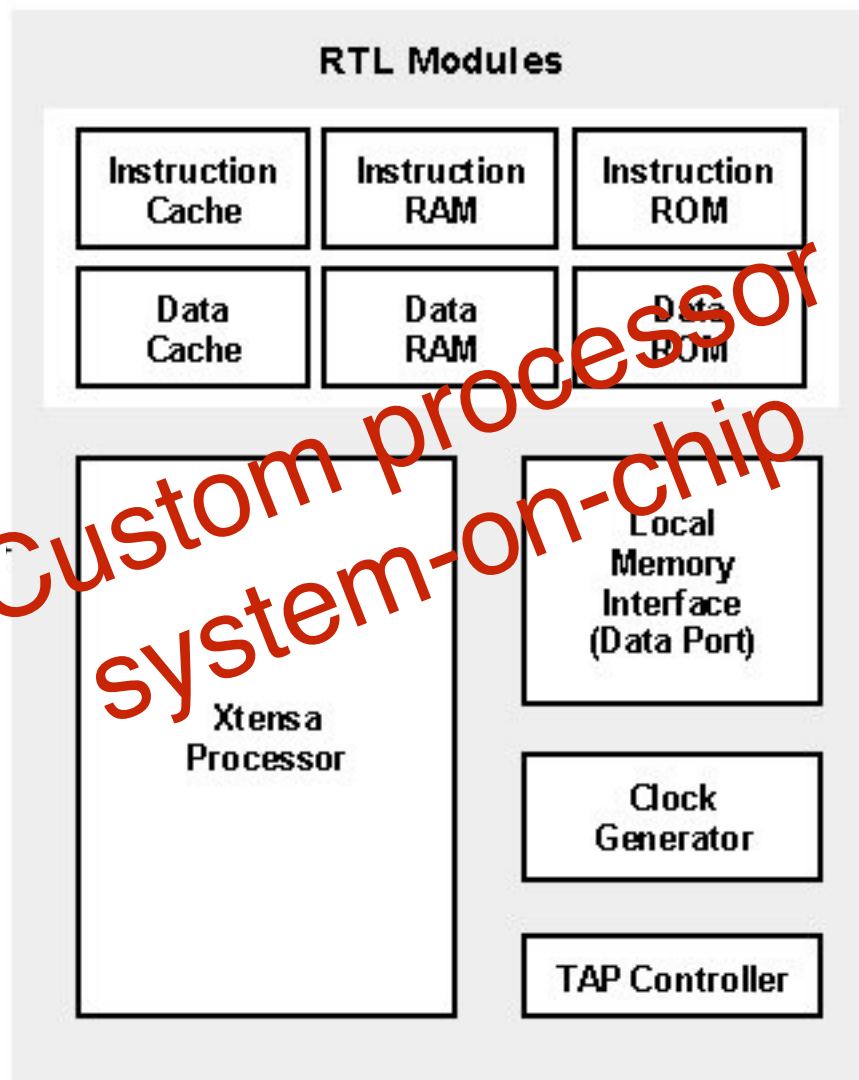 RTL Modules
Instruction
Cache
Instruction
RAM
Instruction
ROM
Data
Cache
Data
RAM
Data
ROM
Custom processor
system-on-chip
Xtensa
Processor
Local
Memory
Interface
(Data Port)
Clock
Generator
TAP Controller